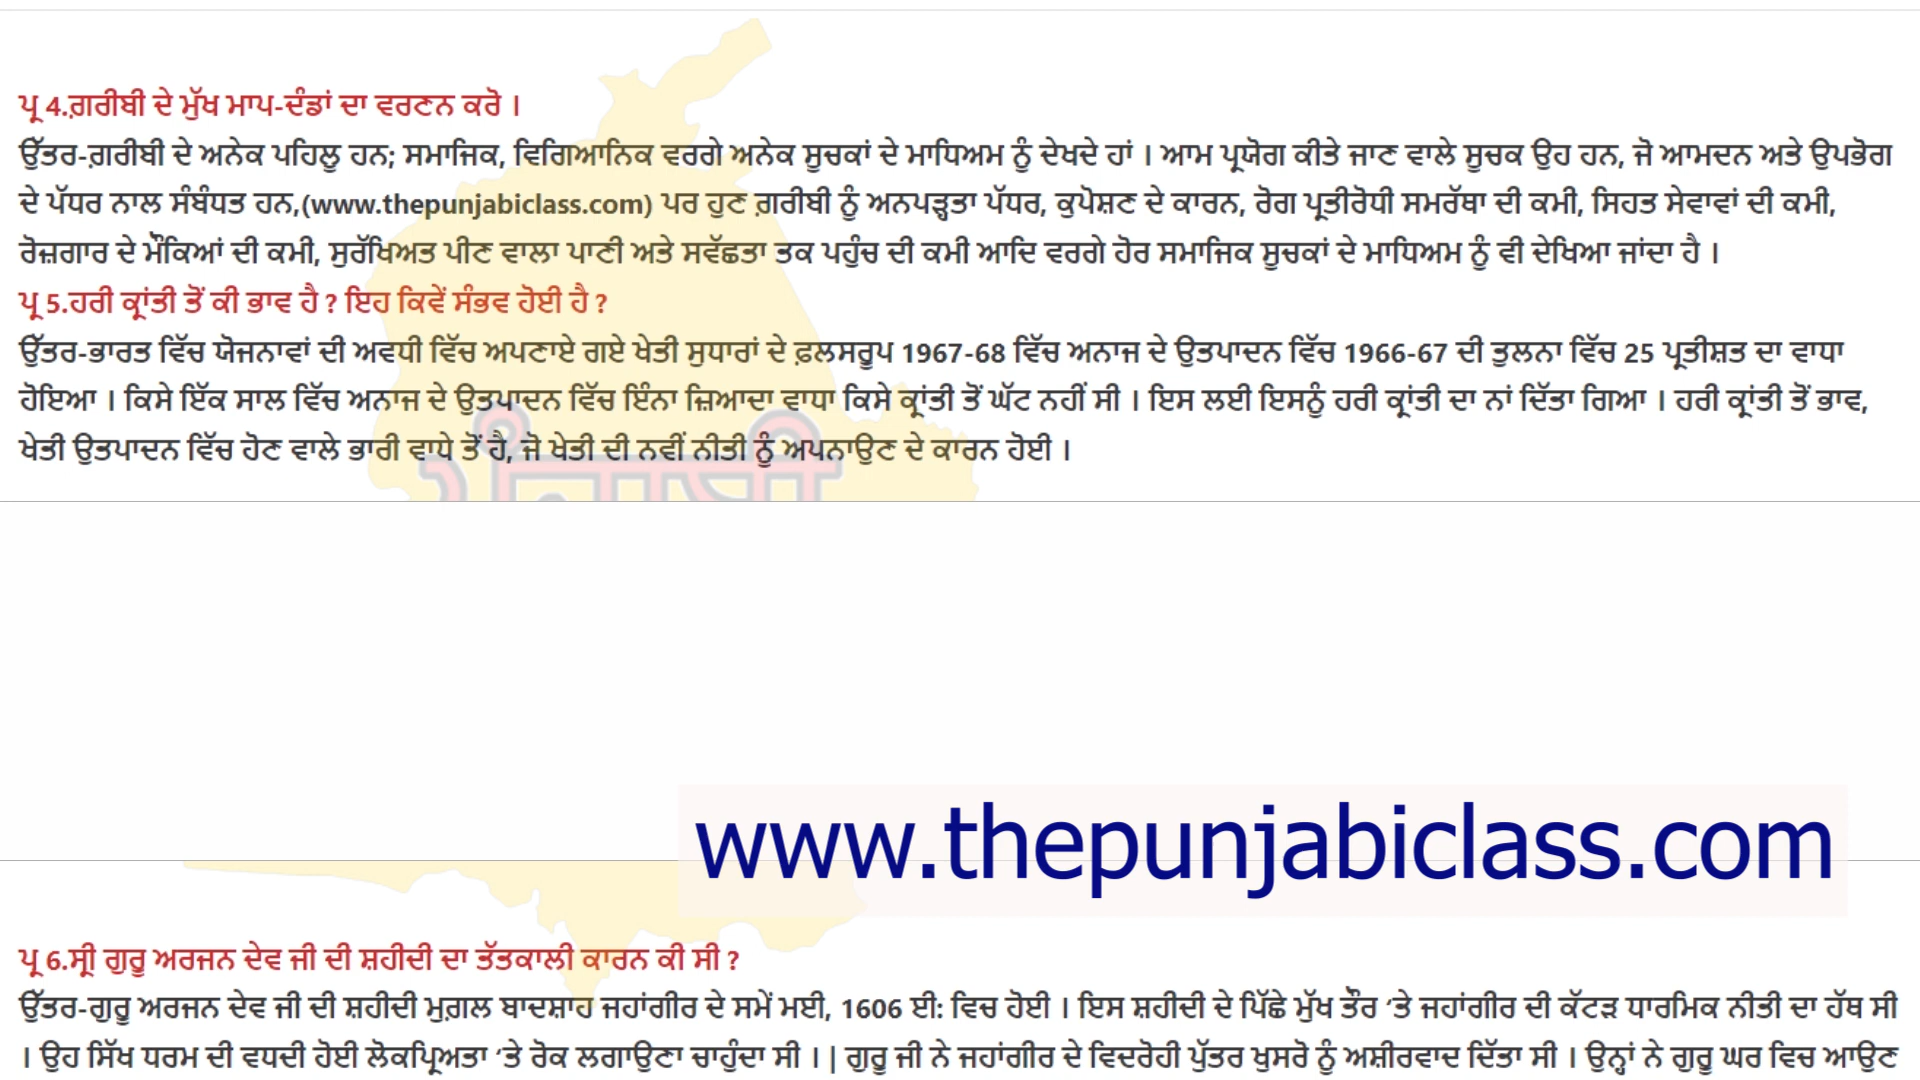 ਪ੍ਰ 4.ਗ਼ਰੀਬੀ ਦੇ ਮੁੱਖ ਮਾਪ-ਦੰਡਾਂ ਦਾ ਵਰਣਨ ਕਰੋ ।
ਉੱਤਰ-ਗ਼ਰੀਬੀ ਦੇ ਅਨੇਕ ਪਹਿਲੂ ਹਨ; ਸਮਾਜਿਕ, ਵਿਗਿਆਨਿਕ ਵਰਗੇ ਅਨੇਕ ਸੂਚਕਾਂ ਦੇ ਮਾਧਿਅਮ ਨੂੰ ਦੇਖਦੇ ਹਾਂ । ਆਮ ਪ੍ਰਯੋਗ ਕੀਤੇ ਜਾਣ ਵਾਲੇ ਸੂਚਕ ਉਹ ਹਨ, ਜੋ ਆਮਦਨ ਅਤੇ ਉਪਭੋਗ
ਦੇ ਪੱਧਰ ਨਾਲ ਸੰਬੰਧਤ ਹਨ,(www.thepunjabiclass.com) ਪਰ ਹੁਣ ਗ਼ਰੀਬੀ ਨੂੰ ਅਨਪੜ੍ਹਤਾ ਪੱਧਰ, ਕੁਪੋਸ਼ਣ ਦੇ ਕਾਰਨ, ਰੋਗ ਪ੍ਰਤੀਰੋਧੀ ਸਮਰੱਥਾ ਦੀ ਕਮੀ, ਸਿਹਤ ਸੇਵਾਵਾਂ ਦੀ ਕਮੀ,
ਰੋਜ਼ਗਾਰ ਦੇ ਮੌਕਿਆਂ ਦੀ ਕਮੀ, ਸੁਰੱਖਿਅਤ ਪੀਣ ਵਾਲਾ ਪਾਣੀ ਅਤੇ ਸਵੱਛਤਾ ਤਕ ਪਹੁੰਚ ਦੀ ਕਮੀ ਆਦਿ ਵਰਗੇ ਹੋਰ ਸਮਾਜਿਕ ਸੂਚਕਾਂ ਦੇ ਮਾਧਿਅਮ ਨੂੰ ਵੀ ਦੇਖਿਆ ਜਾਂਦਾ ਹੈ ।
ਪ੍ਰ 5.ਹਰੀ ਕ੍ਰਾਂਤੀ ਤੋਂ ਕੀ ਭਾਵ ਹੈ ? ਇਹ ਕਿਵੇਂ ਸੰਭਵ ਹੋਈ ਹੈ ?
ਉੱਤਰ-ਭਾਰਤ ਵਿੱਚ ਯੋਜਨਾਵਾਂ ਦੀ ਅਵਧੀ ਵਿੱਚ ਅਪਣਾਏ ਗਏ ਖੇਤੀ ਸੁਧਾਰਾਂ ਦੇ ਫ਼ਲਸਰੂਪ 1967-68 ਵਿੱਚ ਅਨਾਜ ਦੇ ਉਤਪਾਦਨ ਵਿੱਚ 1966-67 ਦੀ ਤੁਲਨਾ ਵਿੱਚ 25 ਪ੍ਰਤੀਸ਼ਤ ਦਾ ਵਾਧਾ
ਹੋਇਆ । ਕਿਸੇ ਇੱਕ ਸਾਲ ਵਿੱਚ ਅਨਾਜ ਦੇ ਉਤਪਾਦਨ ਵਿੱਚ ਇੰਨਾ ਜ਼ਿਆਦਾ ਵਾਧਾ ਕਿਸੇ ਕ੍ਰਾਂਤੀ ਤੋਂ ਘੱਟ ਨਹੀਂ ਸੀ । ਇਸ ਲਈ ਇਸਨੂੰ ਹਰੀ ਕ੍ਰਾਂਤੀ ਦਾ ਨਾਂ ਦਿੱਤਾ ਗਿਆ । ਹਰੀ ਕ੍ਰਾਂਤੀ ਤੋਂ ਭਾਵ,
ਖੇਤੀ ਉਤਪਾਦਨ ਵਿੱਚ ਹੋਣ ਵਾਲੇ ਭਾਰੀ ਵਾਧੇ ਤੋਂ ਹੈ, ਜੋ ਖੇਤੀ ਦੀ ਨਵੀਂ ਨੀਤੀ ਨੂੰ ਅਪਨਾਉਣ ਦੇ ਕਾਰਨ ਹੋਈ ।
www.thepunjabiclass.com
ਪ੍ਰ 6.ਸ੍ਰੀ ਗੁਰੂ ਅਰਜਨ ਦੇਵ ਜੀ ਦੀ ਸ਼ਹੀਦੀ ਦਾ ਤੱਤਕਾਲੀ ਕਾਰਨ ਕੀ ਸੀ ?
ਉੱਤਰ-ਗੁਰੂ ਅਰਜਨ ਦੇਵ ਜੀ ਦੀ ਸ਼ਹੀਦੀ ਮੁਗ਼ਲ ਬਾਦਸ਼ਾਹ ਜਹਾਂਗੀਰ ਦੇ ਸਮੇਂ ਮਈ, 1606 ਈ: ਵਿਚ ਹੋਈ । ਇਸ ਸ਼ਹੀਦੀ ਦੇ ਪਿੱਛੇ ਮੁੱਖ ਤੌਰ ‘ਤੇ ਜਹਾਂਗੀਰ ਦੀ ਕੱਟੜ ਧਾਰਮਿਕ ਨੀਤੀ ਦਾ ਹੱਥ ਸੀ
। ਉਹ ਸਿੱਖ ਧਰਮ ਦੀ ਵਧਦੀ ਹੋਈ ਲੋਕਪ੍ਰਿਅਤਾ ‘ਤੇ ਰੋਕ ਲਗਾਉਣਾ ਚਾਹੁੰਦਾ ਸੀ । | ਗੁਰੂ ਜੀ ਨੇ ਜਹਾਂਗੀਰ ਦੇ ਵਿਦਰੋਹੀ ਪੁੱਤਰ ਖੁਸਰੋ ਨੂੰ ਅਸ਼ੀਰਵਾਦ ਦਿੱਤਾ ਸੀ । ਉਨ੍ਹਾਂ ਨੇ ਗੁਰੂ ਘਰ ਵਿਚ ਆਉਣ